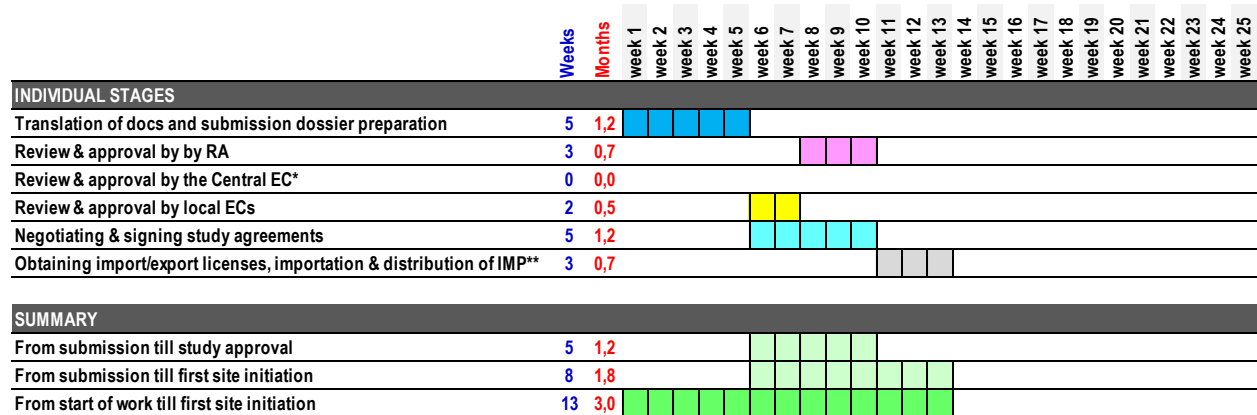 Weeks Months week 1 week 2 week 3 week 4 week 5 week 6 week 7 week 8 week 9 week 10 week 11 week 12 week 13 week 14 week 15 week 16 week 17 week 18 week 19 week 20 week 21 week 22 week 23 week 24 week 25
INDIVIDUAL STAGES
Translation of docs and submission dossier preparation 5 1,2
Review & approval by by RA 3 0,7
Review & approval by the Central EC* 0 0,0
Review & approval by local ECs 2 0,5
Negotiating & signing study agreements 5 1,2
Obtaining import/export licenses, importation & distribution of IMP** 3 0,7
SUMMARY
From submission till study approval 5 1,2
From submission till first site initiation 8 1,8
From start of work till first site initiation 13 3,0